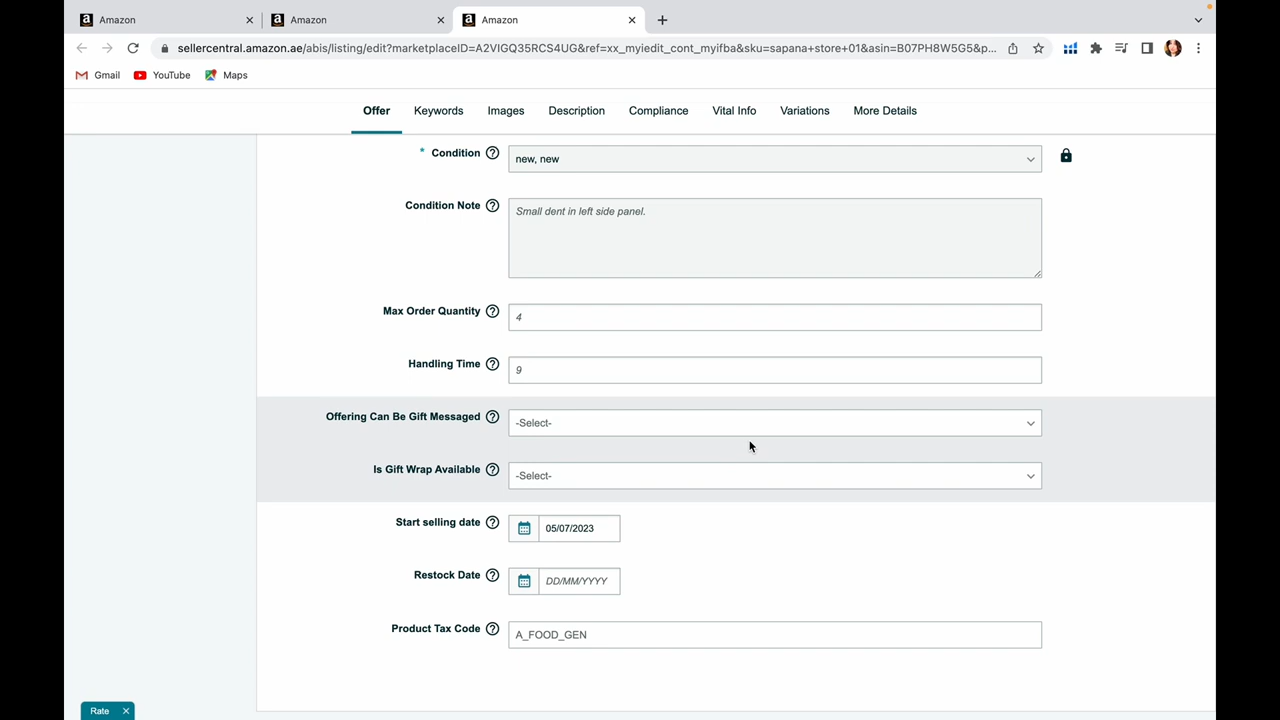 Amazon
Amazon
Amazon
sellercentral.amazon.ae/abis/listing/edit?marketplaceID=A2VIGQ35RCS4UG&ref=xx_myiedit_cont_myifba&sku=sapana+store+01&asin=B07PH8W5G5&p...
Gmail
YouTube
Maps
Offer
Keywords
Images
Description
Compliance
Vital Info
Variations
More Details
* Condition
new, new
Condition Note
Small dent in left side panel.
Max Order Quantity
4
Handling Time
9
Offering Can Be Gift Messaged
-Select-
Is Gift Wrap Available
-Select-
Start selling date
05/07/2023
Restock Date
DD/MM/YYYY
Product Tax Code
A_FOOD_GEN
Rate